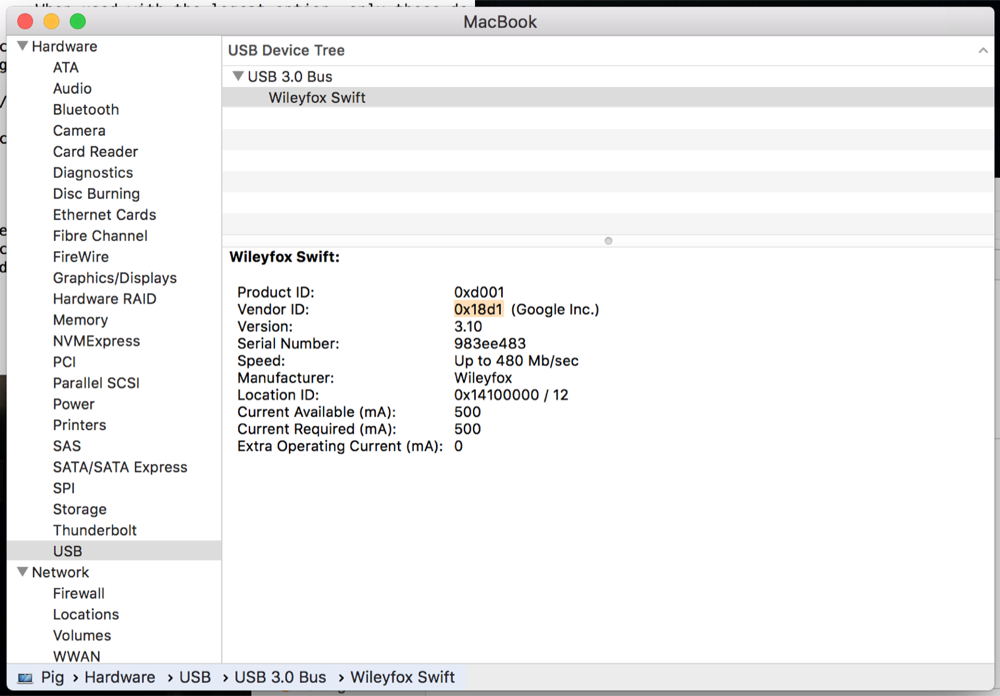 MacBook
Hardware
ATA
Audio
Bluetooth
Camera
Card Reader
Diagnostics
Disc Burning
Ethernet Cards
Fibre Channel
FireWire
Graphics/Displays
Hardware RAID
Memory
NVMExpress
PCI
Parallel SCSI
Power
Printers
SAS
SATA/SATA Express
SPI
Storage
Thunderbolt
USB
Network
Firewall
Locations
Volumes
WWAN
USB Device Tree
USB 3.0 Bus
Wileyfox Swift
Wileyfox Swift:
Product ID: 0xd001
Vendor ID: 0x18d1 (Google Inc.)
Version: 3.10
Serial Number: 983ee483
Speed: Up to 480 Mb/sec
Manufacturer: Wileyfox
Location ID: 0x14100000 / 12
Current Available (mA): 500
Current Required (mA): 500
Extra Operating Current (mA): 0
Pig › Hardware › USB › USB 3.0 Bus › Wileyfox Swift